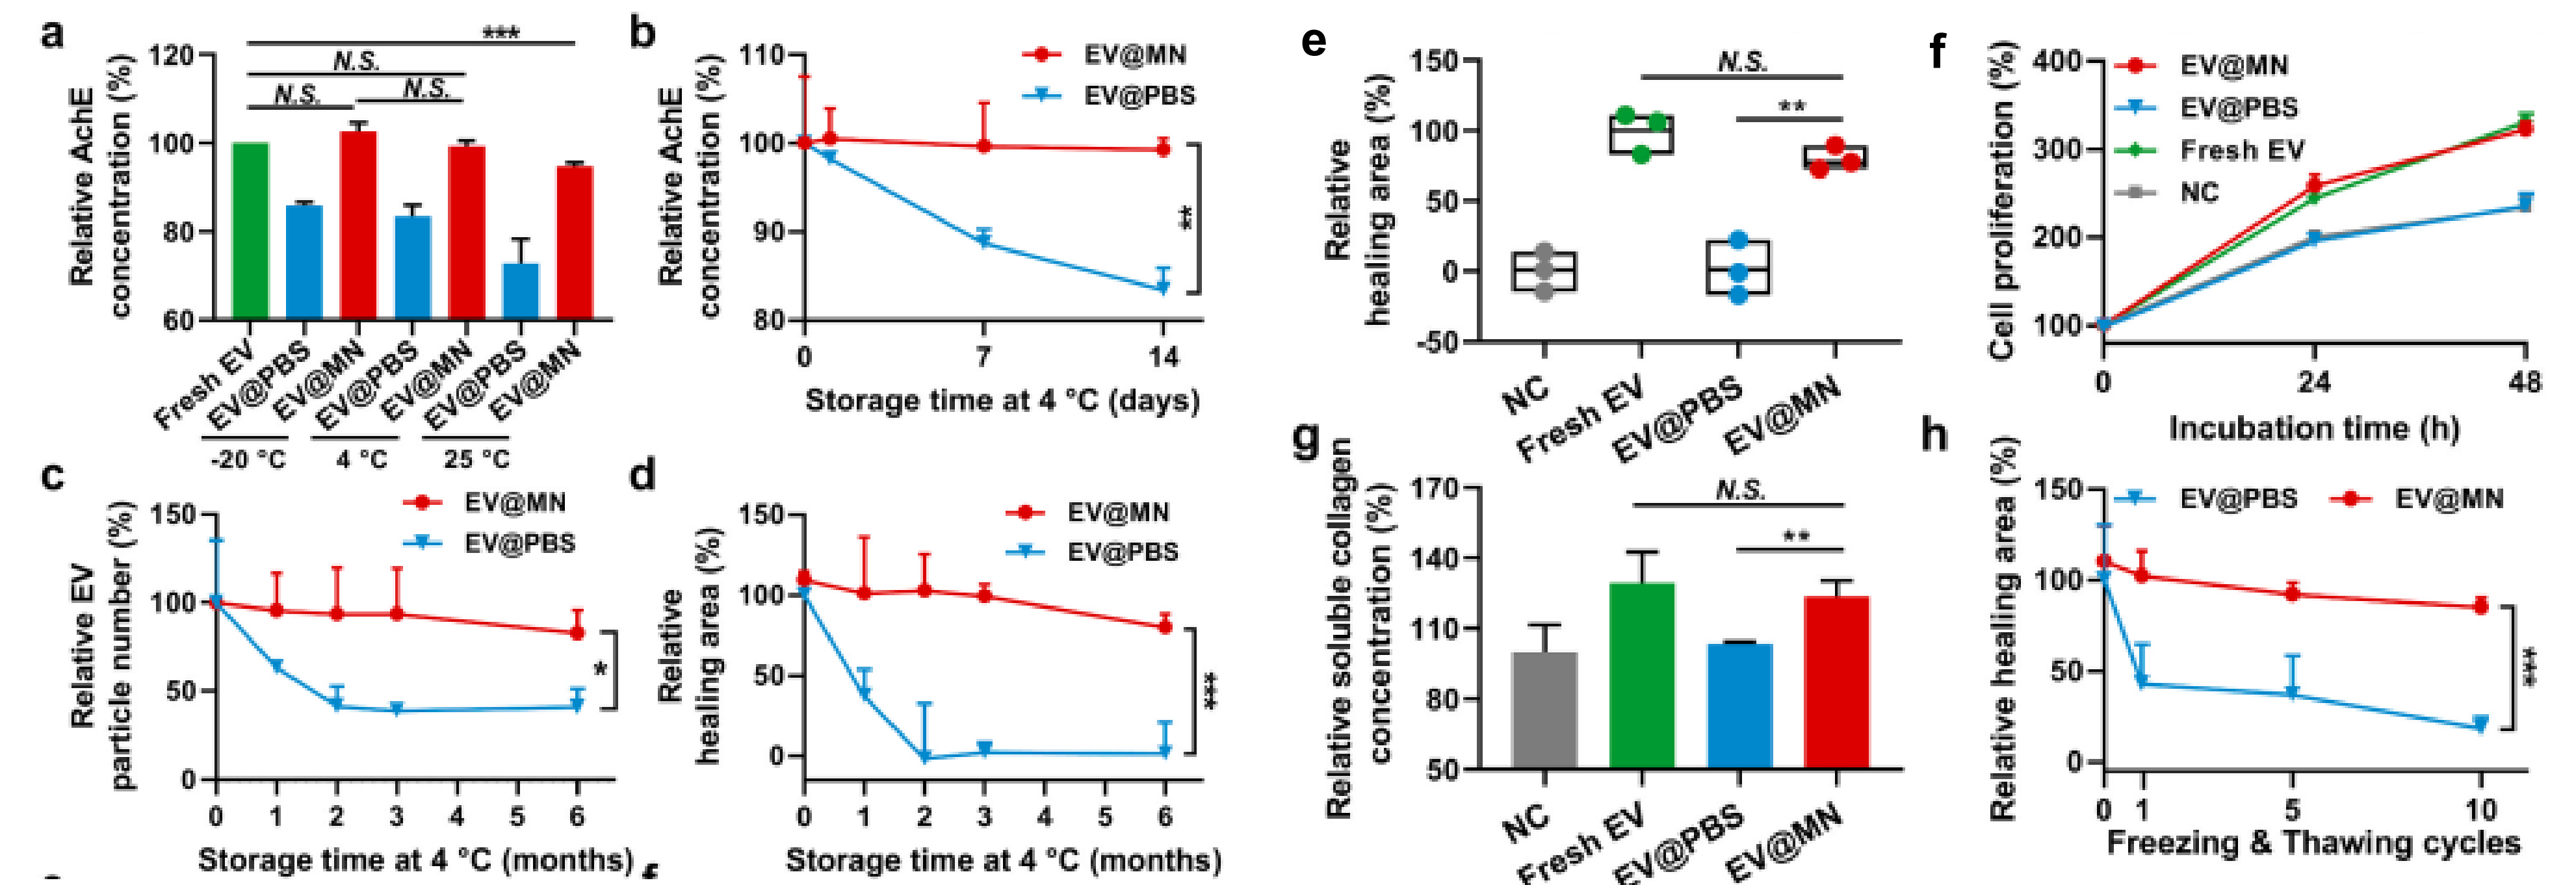 a
Relative AchE
concentration (%)
120
100
80
60
***
N.S.
N.S.
N.S.
Fresh EV
EV@PBS
EV@MN
EV@PBS
EV@MN
EV@PBS
EV@MN
-20 °C
4 °C
25 °C
b
Relative AchE
concentration (%)
110
100
90
80
EV@MN
EV@PBS
**
0
7
14
Storage time at 4 °C (days)
c
Relative EV
particle number (%)
150
100
50
0
EV@MN
EV@PBS
*
0 1 2 3 4 5 6
Storage time at 4 °C (months)
d
Relative
healing area (%)
150
100
50
0
EV@MN
EV@PBS
***
0 1 2 3 4 5 6
Storage time at 4 °C (months)
e
Relative
healing area (%)
150
100
50
0
-50
N.S.
**
NC
Fresh EV
EV@PBS
EV@MN
f
Cell proliferation (%)
400
300
200
100
EV@MN
EV@PBS
Fresh EV
NC
0
24
48
Incubation time (h)
g
Relative soluble collagen
concentration (%)
170
140
110
80
50
N.S.
**
NC
Fresh EV
EV@PBS
EV@MN
h
Relative healing area (%)
150
100
50
0
EV@PBS
EV@MN
***
0 1 5 10
Freezing & Thawing cycles